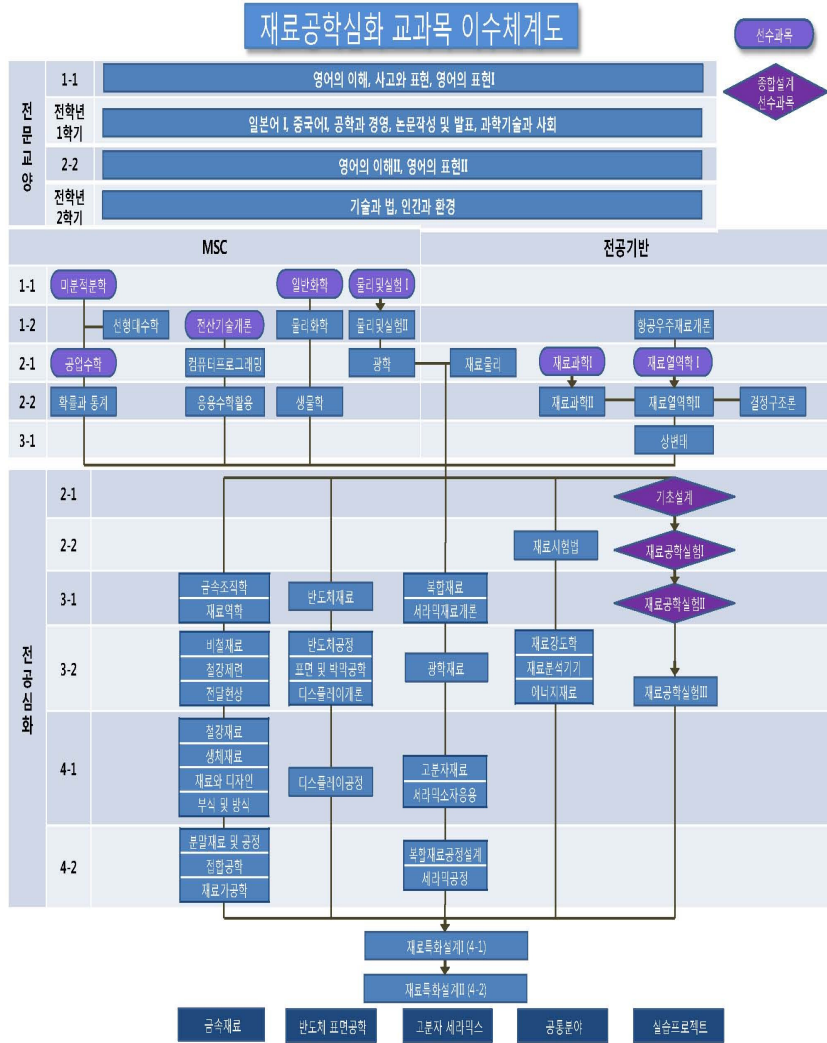 재료공학심화 교과목 이수체계도
선수과목
종합설계
선수과목
전문교양
1-1
영어의 이해, 사고와 표현, 영어의 표현I
전학년
1학기
일본어 I, 중국어I, 공학과 경영, 논문작성 및 발표, 과학기술과 사회
2-2
영어의 이해II, 영어의 표현II
전학년
2학기
기술과 법, 인간과 환경
MSC
전공기반
1-1
미분적분학
일반화학
물리및실험 I
1-2
선형대수학
전산기술개론
물리화학
물리및실험II
항공우주재료개론
2-1
공업수학
컴퓨터프로그래밍
광학
재료물리
재료과학I
재료열역학 I
2-2
확률과 통계
응용수학활용
생물학
재료과학II
재료열역학II
결정구조론
3-1
상변태
전공심화
2-1
기초설계
2-2
재료시험법
재료공학실험I
3-1
금속조직학
재료역학
반도체재료
복합재료
세라믹재료개론
재료공학실험II
3-2
비철재료
철강제련
전달현상
반도체공정
표면 및 박막공학
디스플레이개론
광학재료
재료강도학
재료분석기기
에너지재료
재료공학실험III
4-1
철강재료
생체재료
재료와 디자인
부식 및 방식
디스플레이공정
고분자재료
세라믹소자응용
4-2
분말재료 및 공정
접합공학
재료가공학
복합재료공정설계
세라믹공정
재료특화설계I (4-1)
재료특화설계II (4-2)
금속재료
반도체 표면공학
고분자 세라믹스
공통분야
실습프로젝트